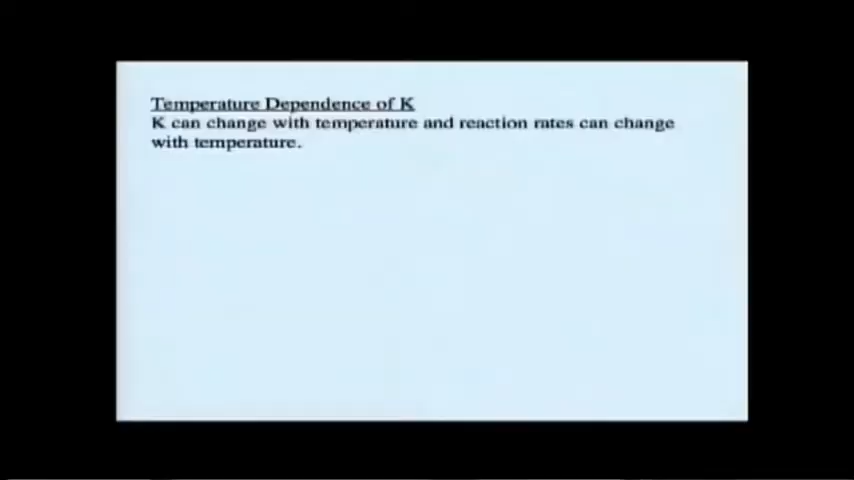 Temperature Dependence of K
K can change with temperature and reaction rates can change
with temperature.